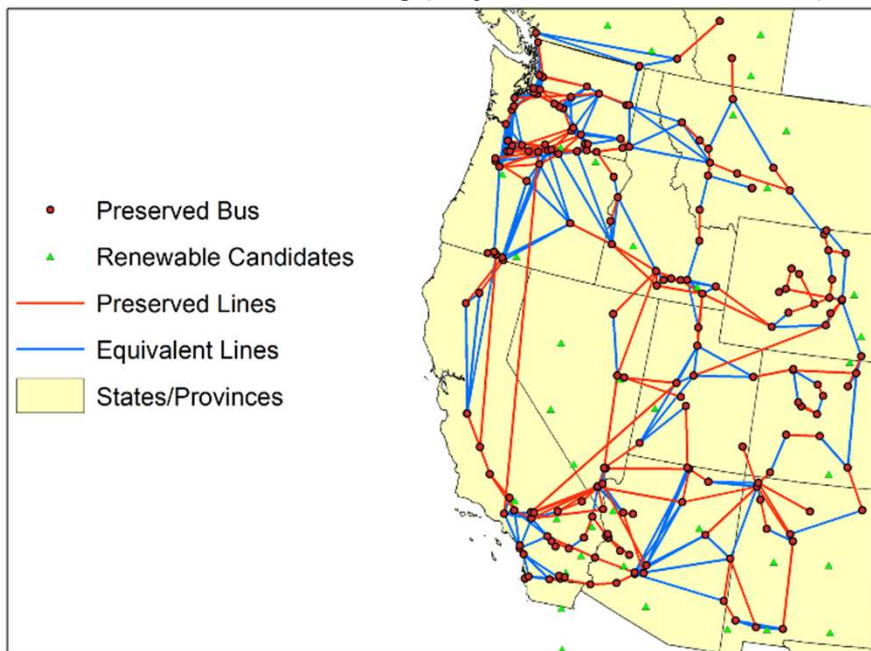 Preserved Bus
Renewable Candidates
Preserved Lines
Equivalent Lines
States/Provinces